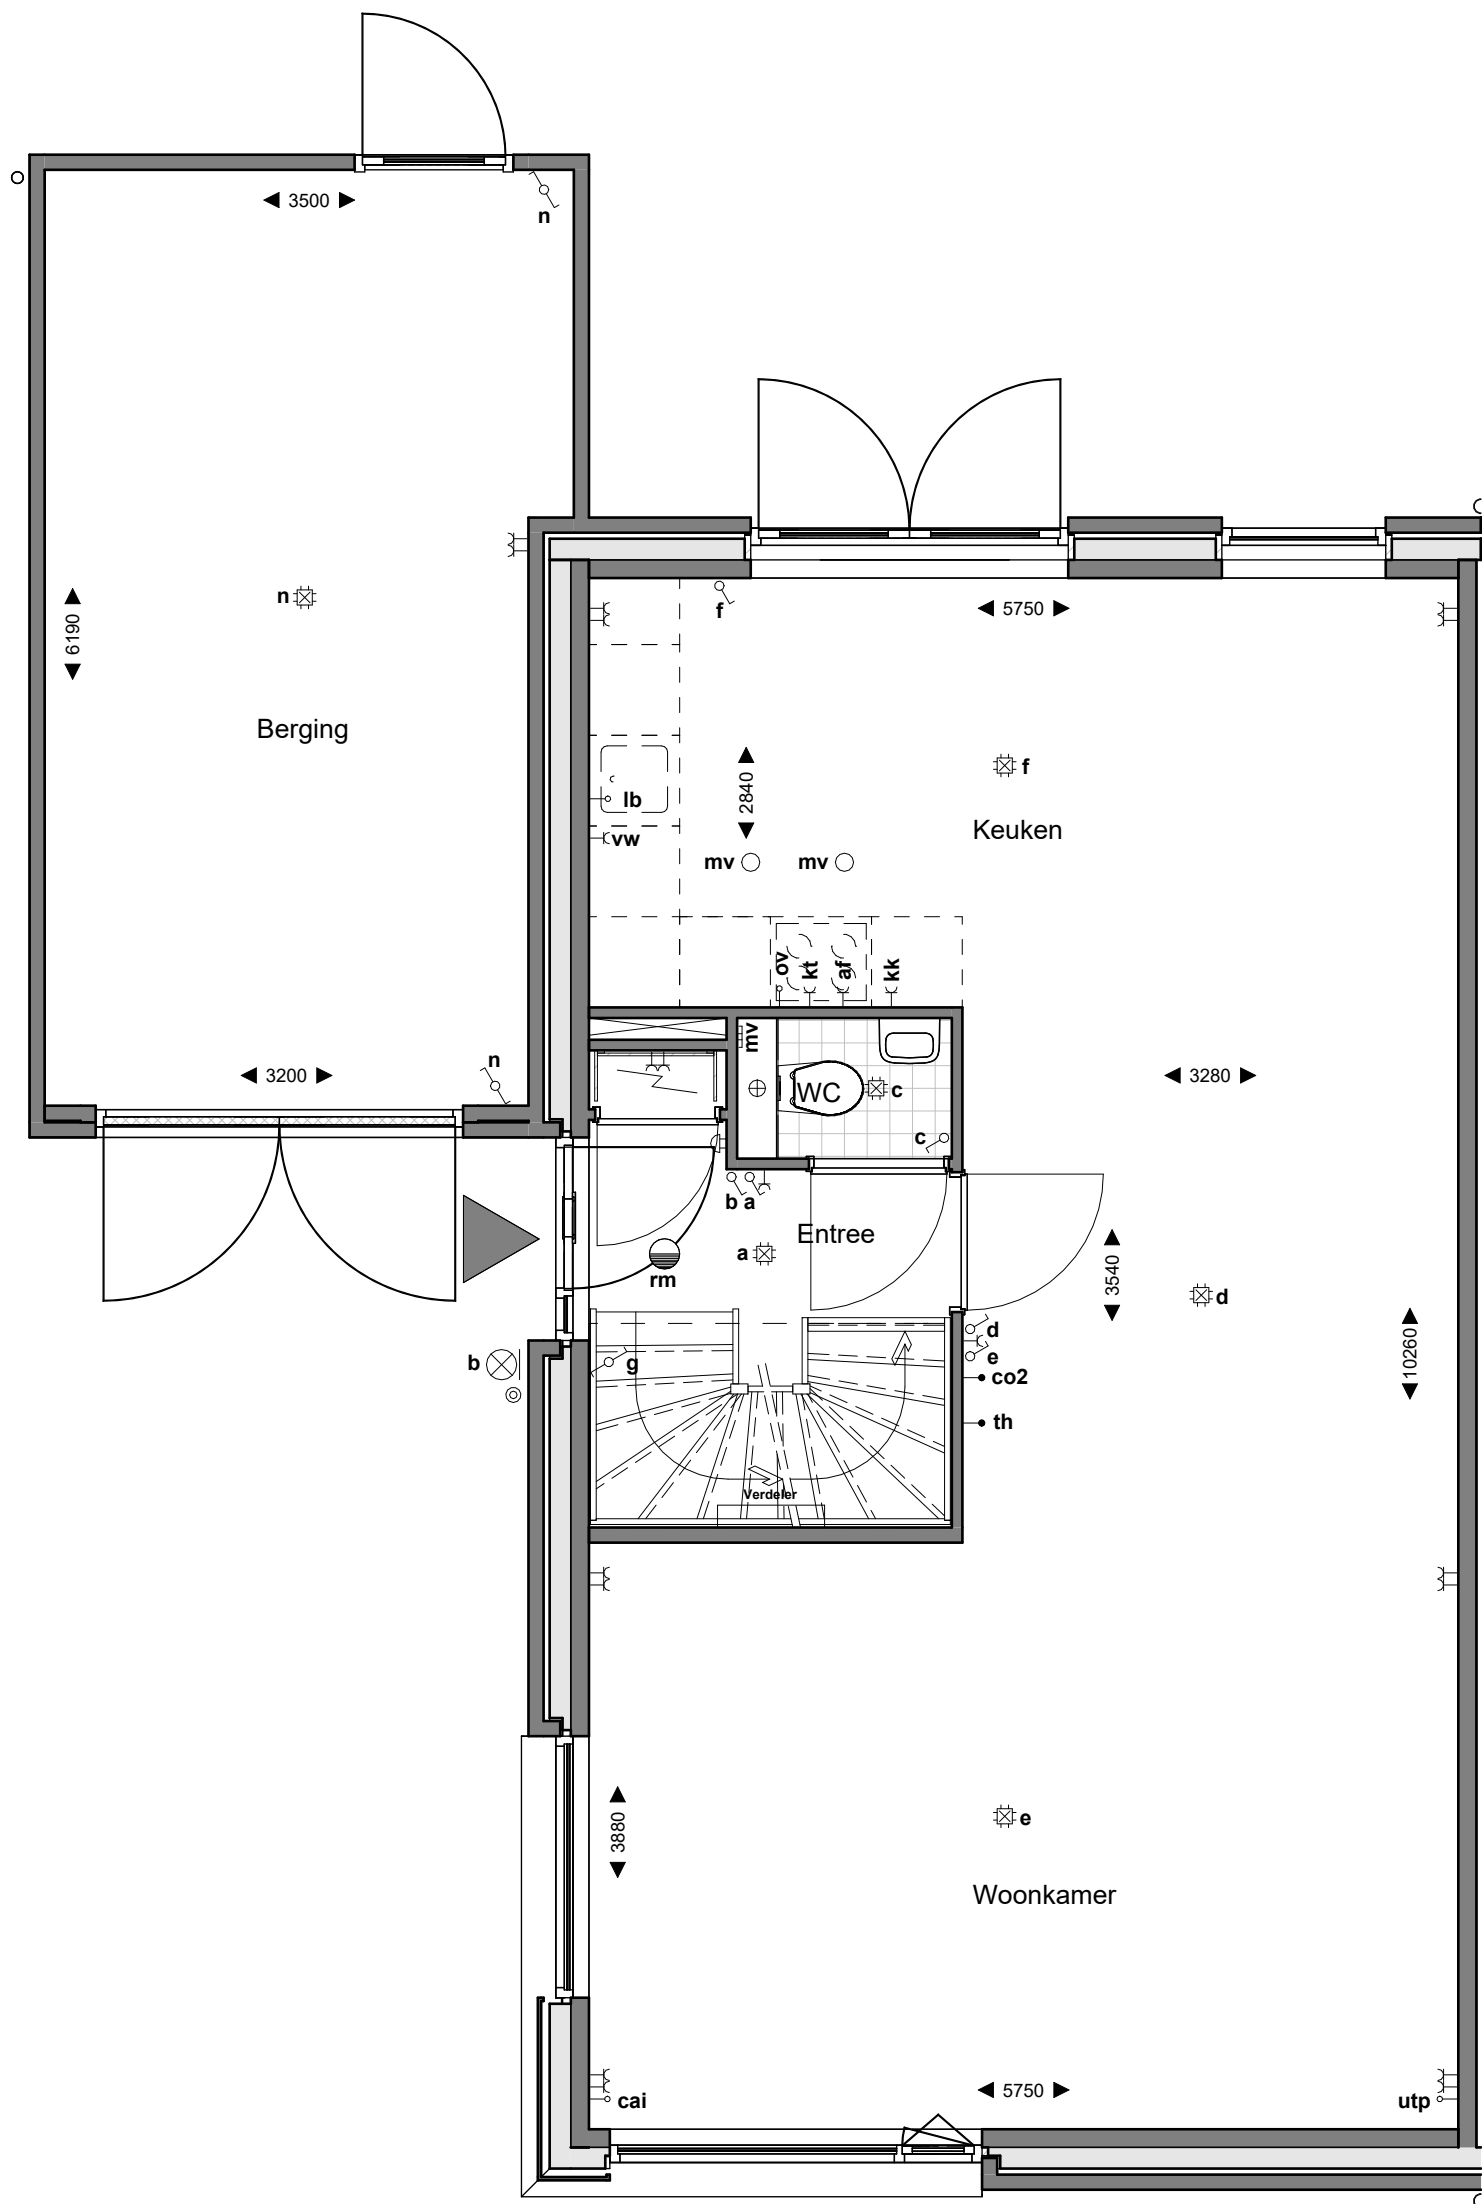 3500
n
n
6190
Berging
f
5750
2840
lb
vw
f
Keuken
mv
mv
ov
kt
af
kk
mv
3200
n
3280
WC
c
c
b a
Entree
a
rm
3540
d
b
g
d
e
co2
th
10260
Verdeler
3880
e
Woonkamer
5750
cai
utp